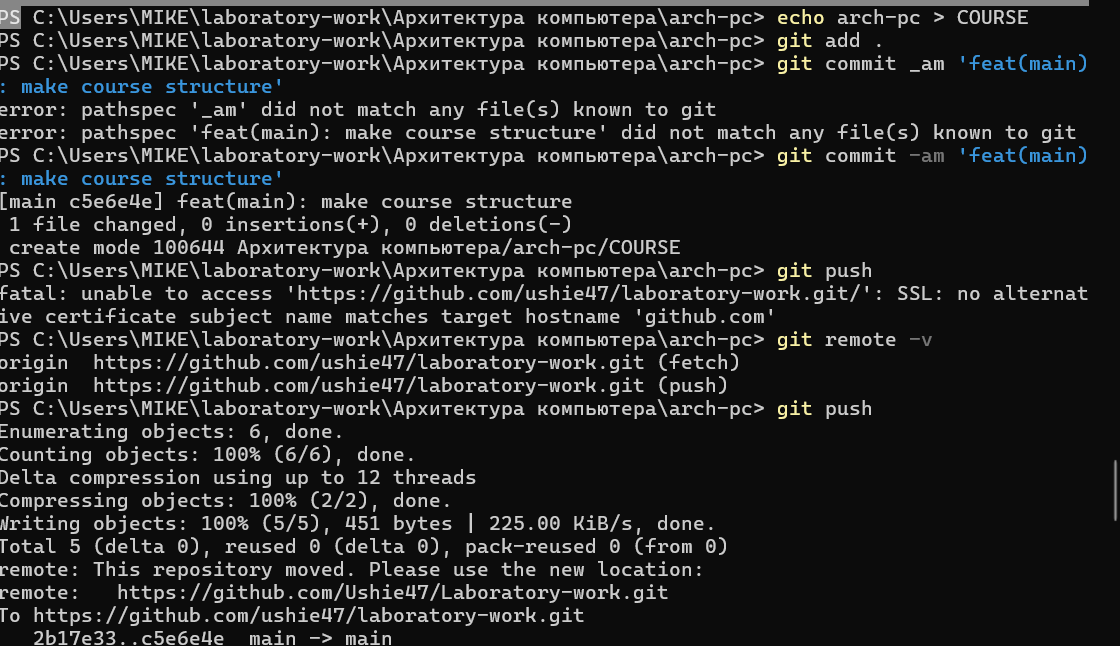 PS C:\Users\MIKE\laboratory-work\Архитектура компьютера\arch-pc> echo arch-pc > COURSE
PS C:\Users\MIKE\laboratory-work\Архитектура компьютера\arch-pc> git add .
PS C:\Users\MIKE\laboratory-work\Архитектура компьютера\arch-pc> git commit _am 'feat(main)
: make course structure'
error: pathspec '_am' did not match any file(s) known to git
error: pathspec 'feat(main): make course structure' did not match any file(s) known to git
PS C:\Users\MIKE\laboratory-work\Архитектура компьютера\arch-pc> git commit -am 'feat(main)
: make course structure'
[main c5e6e4e] feat(main): make course structure
 1 file changed, 0 insertions(+), 0 deletions(-)
 create mode 100644 Архитектура компьютера/arch-pc/COURSE
PS C:\Users\MIKE\laboratory-work\Архитектура компьютера\arch-pc> git push
fatal: unable to access 'https://github.com/ushie47/laboratory-work.git/': SSL: no alternat
ive certificate subject name matches target hostname 'github.com'
PS C:\Users\MIKE\laboratory-work\Архитектура компьютера\arch-pc> git remote -v
origin  https://github.com/ushie47/laboratory-work.git (fetch)
origin  https://github.com/ushie47/laboratory-work.git (push)
PS C:\Users\MIKE\laboratory-work\Архитектура компьютера\arch-pc> git push
Enumerating objects: 6, done.
Counting objects: 100% (6/6), done.
Delta compression using up to 12 threads
Compressing objects: 100% (2/2), done.
Writing objects: 100% (5/5), 451 bytes | 225.00 KiB/s, done.
Total 5 (delta 0), reused 0 (delta 0), pack-reused 0 (from 0)
remote: This repository moved. Please use the new location:
remote:   https://github.com/Ushie47/Laboratory-work.git
To https://github.com/ushie47/laboratory-work.git
   2b17e33..c5e6e4e  main -> main